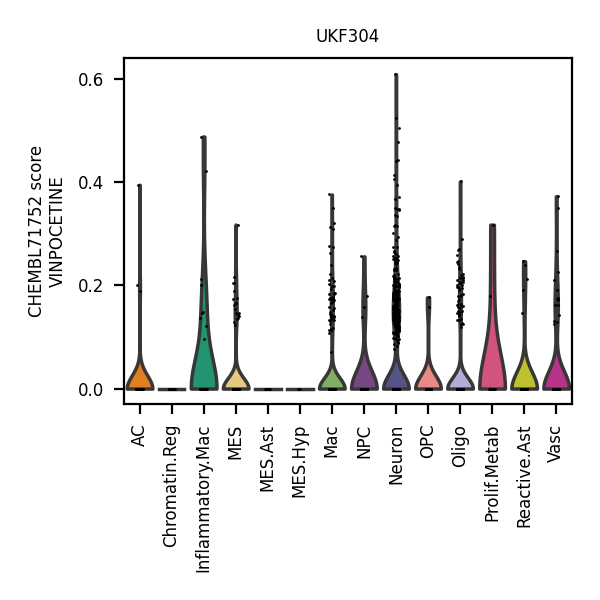 UKF304
CHEMBL71752 score
VINPOCETINE
0.6
0.4
0.2
0.0
AC
Chromatin.Reg
Inflammatory.Mac
MES
MES.Ast
MES.Hyp
Mac
NPC
Neuron
OPC
Oligo
Prolif.Metab
Reactive.Ast
Vasc